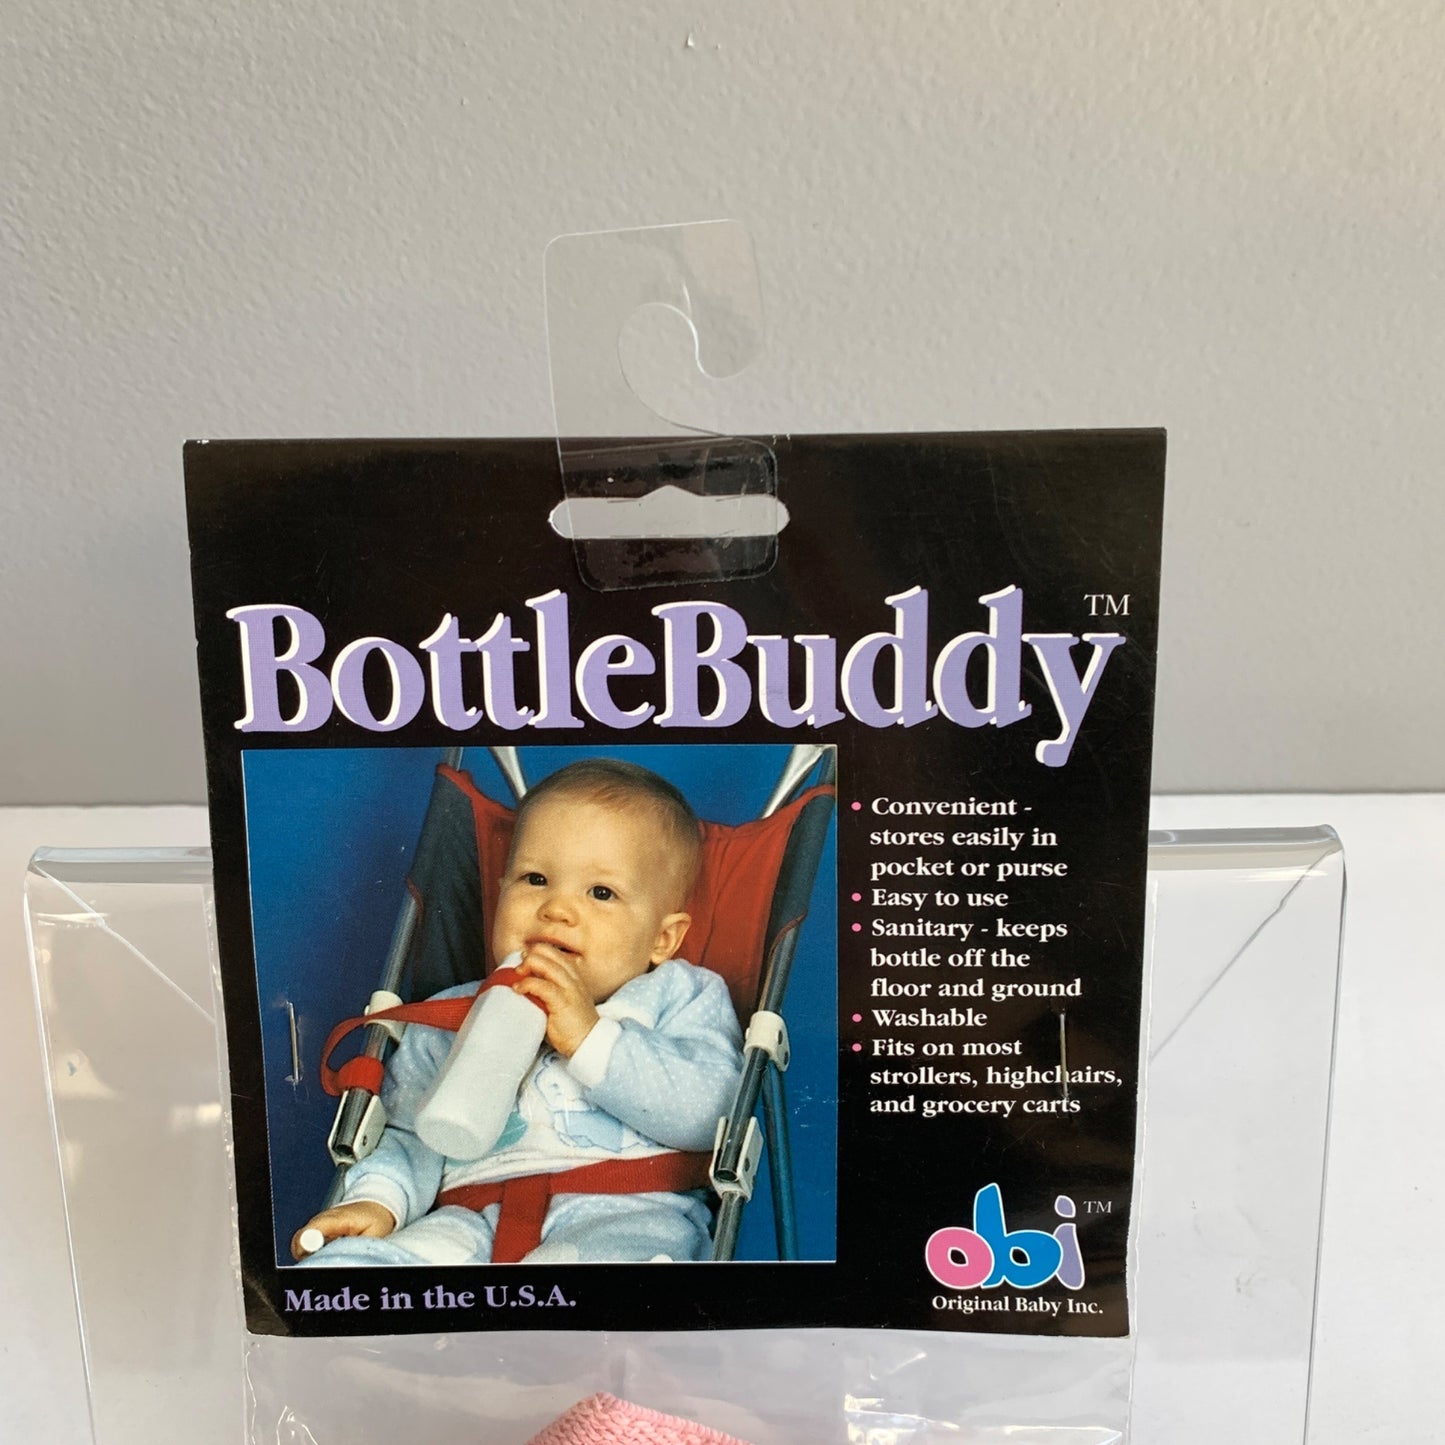 BottleBuddy™
• Convenient -
stores easily in
pocket or purse
• Easy to use
• Sanitary - keeps
bottle off the
floor and ground
• Washable
• Fits on most
strollers, highchairs,
and grocery carts
obi™
Original Baby Inc.
Made in the U.S.A.